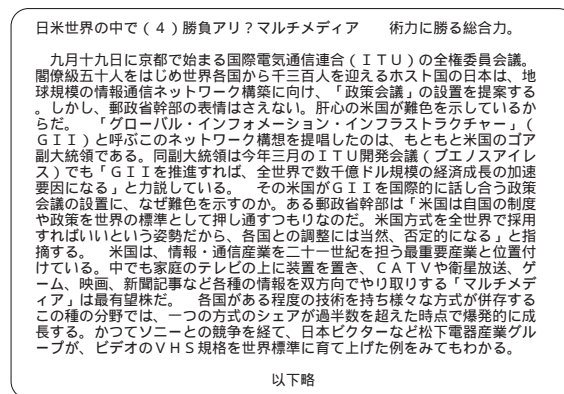 日米世界の中で（４）勝負アリ？マルチメディア　　術力に勝る総合力。
　九月十九日に京都で始まる国際電気通信連合（ＩＴＵ）の全権委員会議。
閣僚級五十人をはじめ世界各国から千三百人を迎えるホスト国の日本は、地
球規模の情報通信ネットワーク構築に向け、「政策会議」の設置を提案する
。しかし、郵政省幹部の表情はさえない。肝心の米国が難色を示しているか
らだ。　「グローバル・インフォメーション・インフラストラクチャー」（
ＧＩＩ）と呼ぶこのネットワーク構想を提唱したのは、もともと米国のゴア
副大統領である。同副大統領は今年三月のＩＴＵ開発会議（ブエノスアイレ
ス）でも「ＧＩＩを推進すれば、全世界で数千億ドル規模の経済成長の加速
要因になる」と力説している。　その米国がＧＩＩを国際的に話し合う政策
会議の設置に、なぜ難色を示すのか。ある郵政省幹部は「米国は自国の制度
や政策を世界の標準として押し通すつもりなのだ。米国方式を全世界で採用
すればいいという姿勢だから、各国との調整には当然、否定的になる」と指
摘する。　米国は、情報・通信産業を二十一世紀を担う最重要産業と位置付
けている。中でも家庭のテレビの上に装置を置き、ＣＡＴＶや衛星放送、ゲ
ーム、映画、新聞記事など各種の情報を双方向でやり取りする「マルチメデ
ィア」は最有望株だ。　各国がある程度の技術を持ち様々な方式が併存する
この種の分野では、一つの方式のシェアが過半数を超えた時点で爆発的に成
長する。かつてソニーとの競争を経て、日本ビクターなど松下電器産業グル
ープが、ビデオのＶＨＳ規格を世界標準に育て上げた例をみてもわかる。
以下略